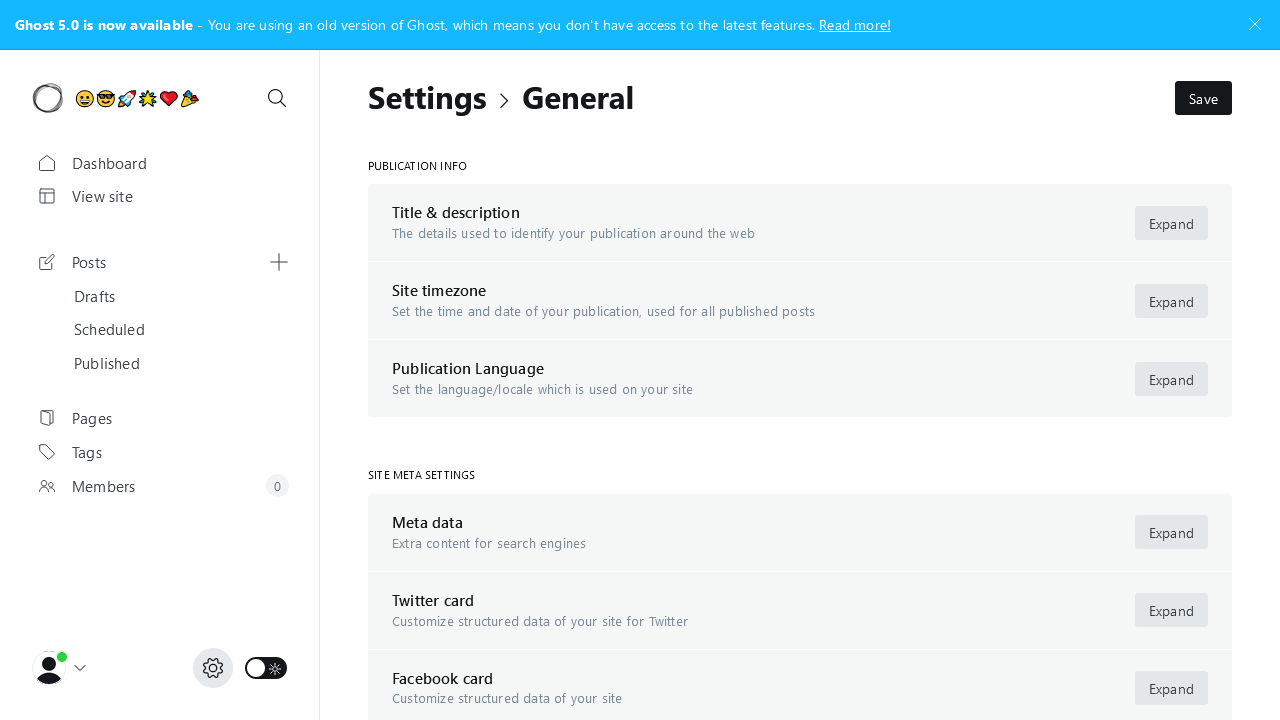 Ghost 5.0 is now available - You are using an old version of Ghost, which means you don't have access to the latest features. Read more!
😀😎🚀🌟❤️🎉
Dashboard
View site
Posts
Drafts
Scheduled
Published
Pages
Tags
Members 0
Settings > General
Save
PUBLICATION INFO
Title & description
The details used to identify your publication around the web
Expand
Site timezone
Set the time and date of your publication, used for all published posts
Expand
Publication Language
Set the language/locale which is used on your site
Expand
SITE META SETTINGS
Meta data
Extra content for search engines
Expand
Twitter card
Customize structured data of your site for Twitter
Expand
Facebook card
Customize structured data of your site
Expand